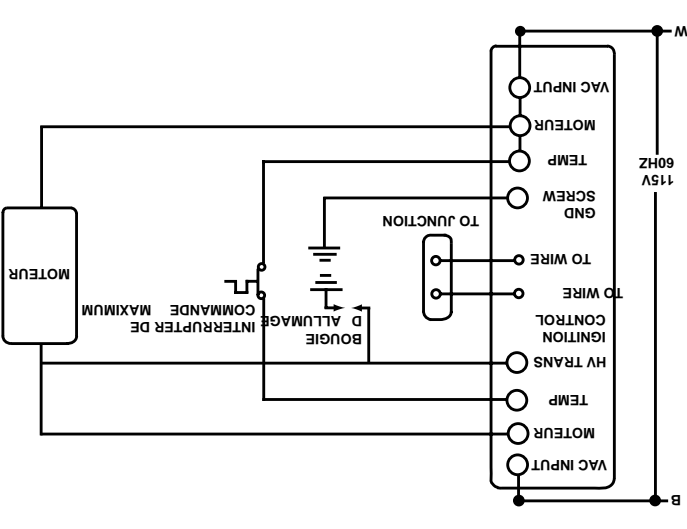 B
VAC INPUT
MOTEUR
TEMP
HV TRANS
IGNITION
CONTROL
TO WIRE
TO WIRE
GND
SCREW
TEMP
MOTEUR
VAC INPUT
W
115V
60HZ
BOUGIE
D ALLUMAGE
TO JUNCTION
INTERRUPTER DE
COMMANDE MAXIMUM
MOTEUR